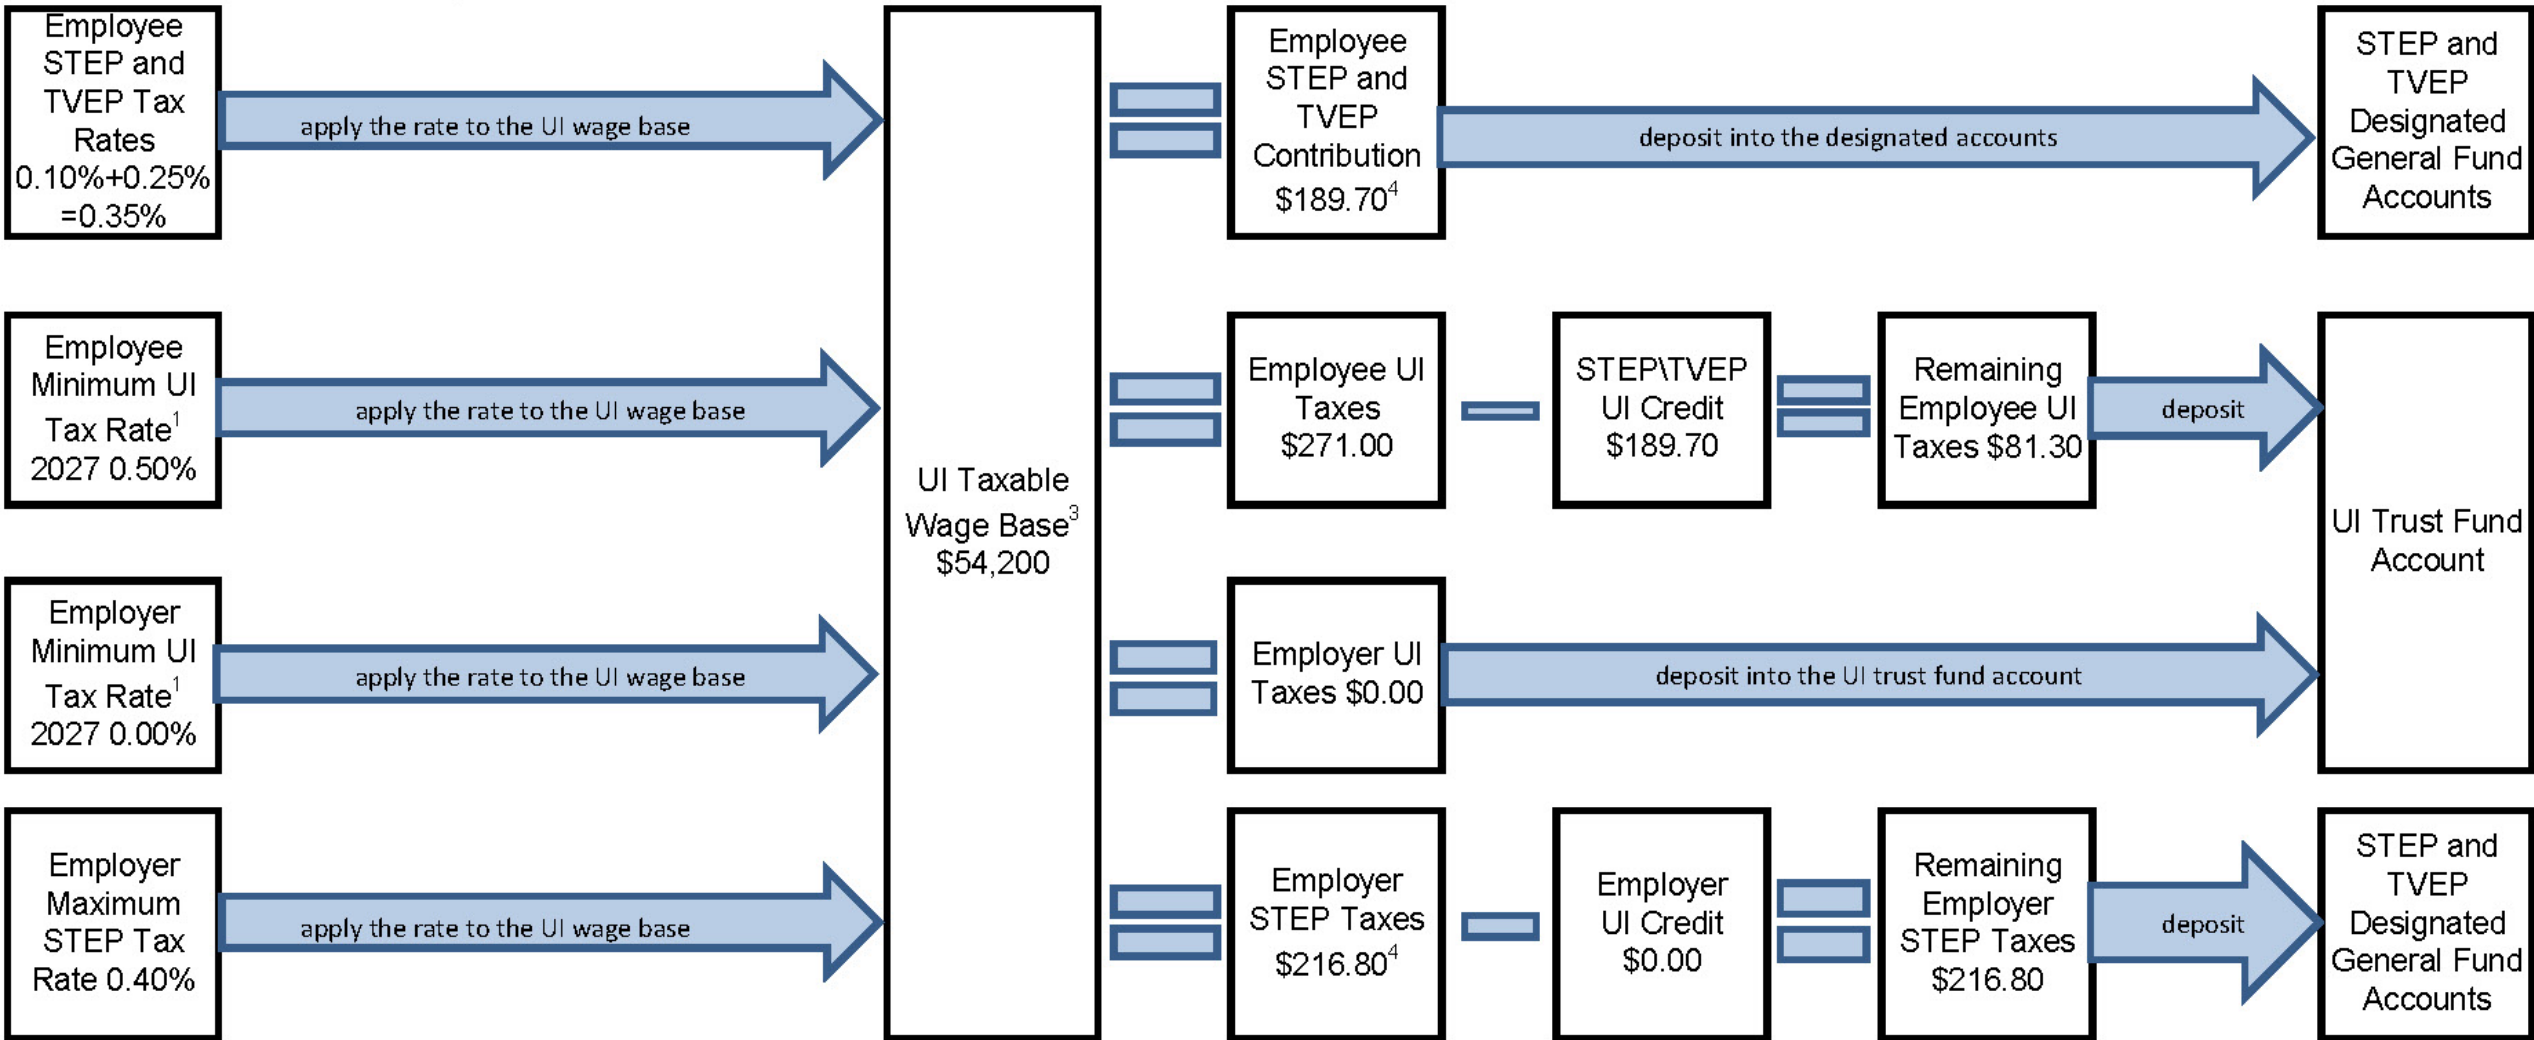 Employee
STEP and
TVEP Tax
Rates
0.10%+0.25%
=0.35%
apply the rate to the UI wage base
Employee
STEP and
TVEP
Contribution
$189.70⁴
deposit into the designated accounts
STEP and
TVEP
Designated
General Fund
Accounts
Employee
Minimum UI
Tax Rate¹
2027 0.50%
apply the rate to the UI wage base
UI Taxable
Wage Base³
$54,200
Employee UI
Taxes
$271.00
STEP\TVEP
UI Credit
$189.70
Remaining
Employee UI
Taxes $81.30
deposit
UI Trust Fund
Account
Employer
Minimum UI
Tax Rate¹
2027 0.00%
apply the rate to the UI wage base
Employer UI
Taxes $0.00
deposit into the UI trust fund account
Employer
Maximum
STEP Tax
Rate 0.40%
apply the rate to the UI wage base
Employer
STEP Taxes
$216.80⁴
Employer
UI Credit
$0.00
Remaining
Employer
STEP Taxes
$216.80
deposit
STEP and
TVEP
Designated
General Fund
Accounts